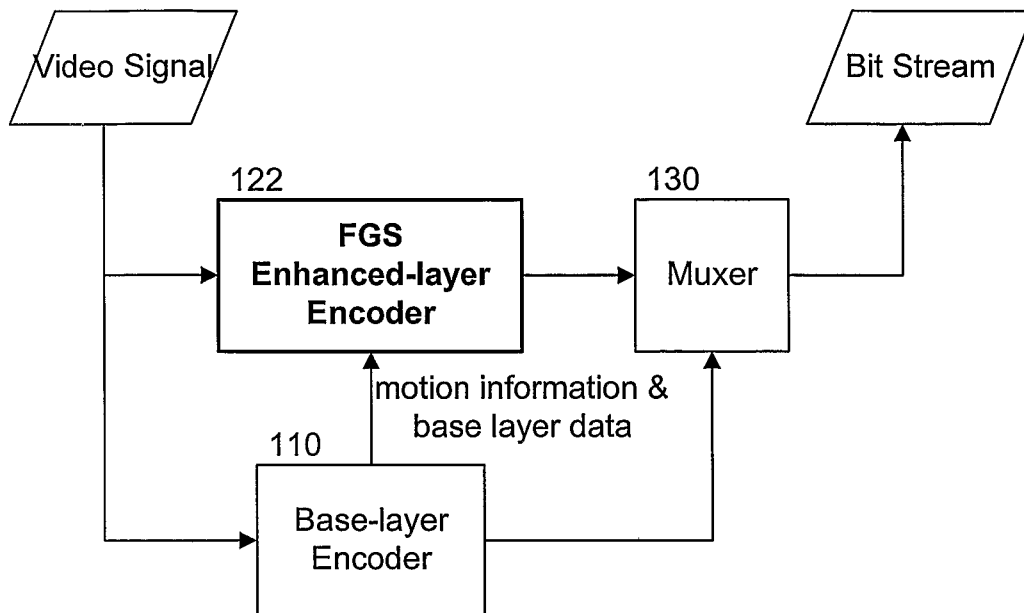 Video Signal
Bit Stream
122
130
FGS
Enhanced-layer
Encoder
Muxer
motion information &
base layer data
110
Base-layer
Encoder